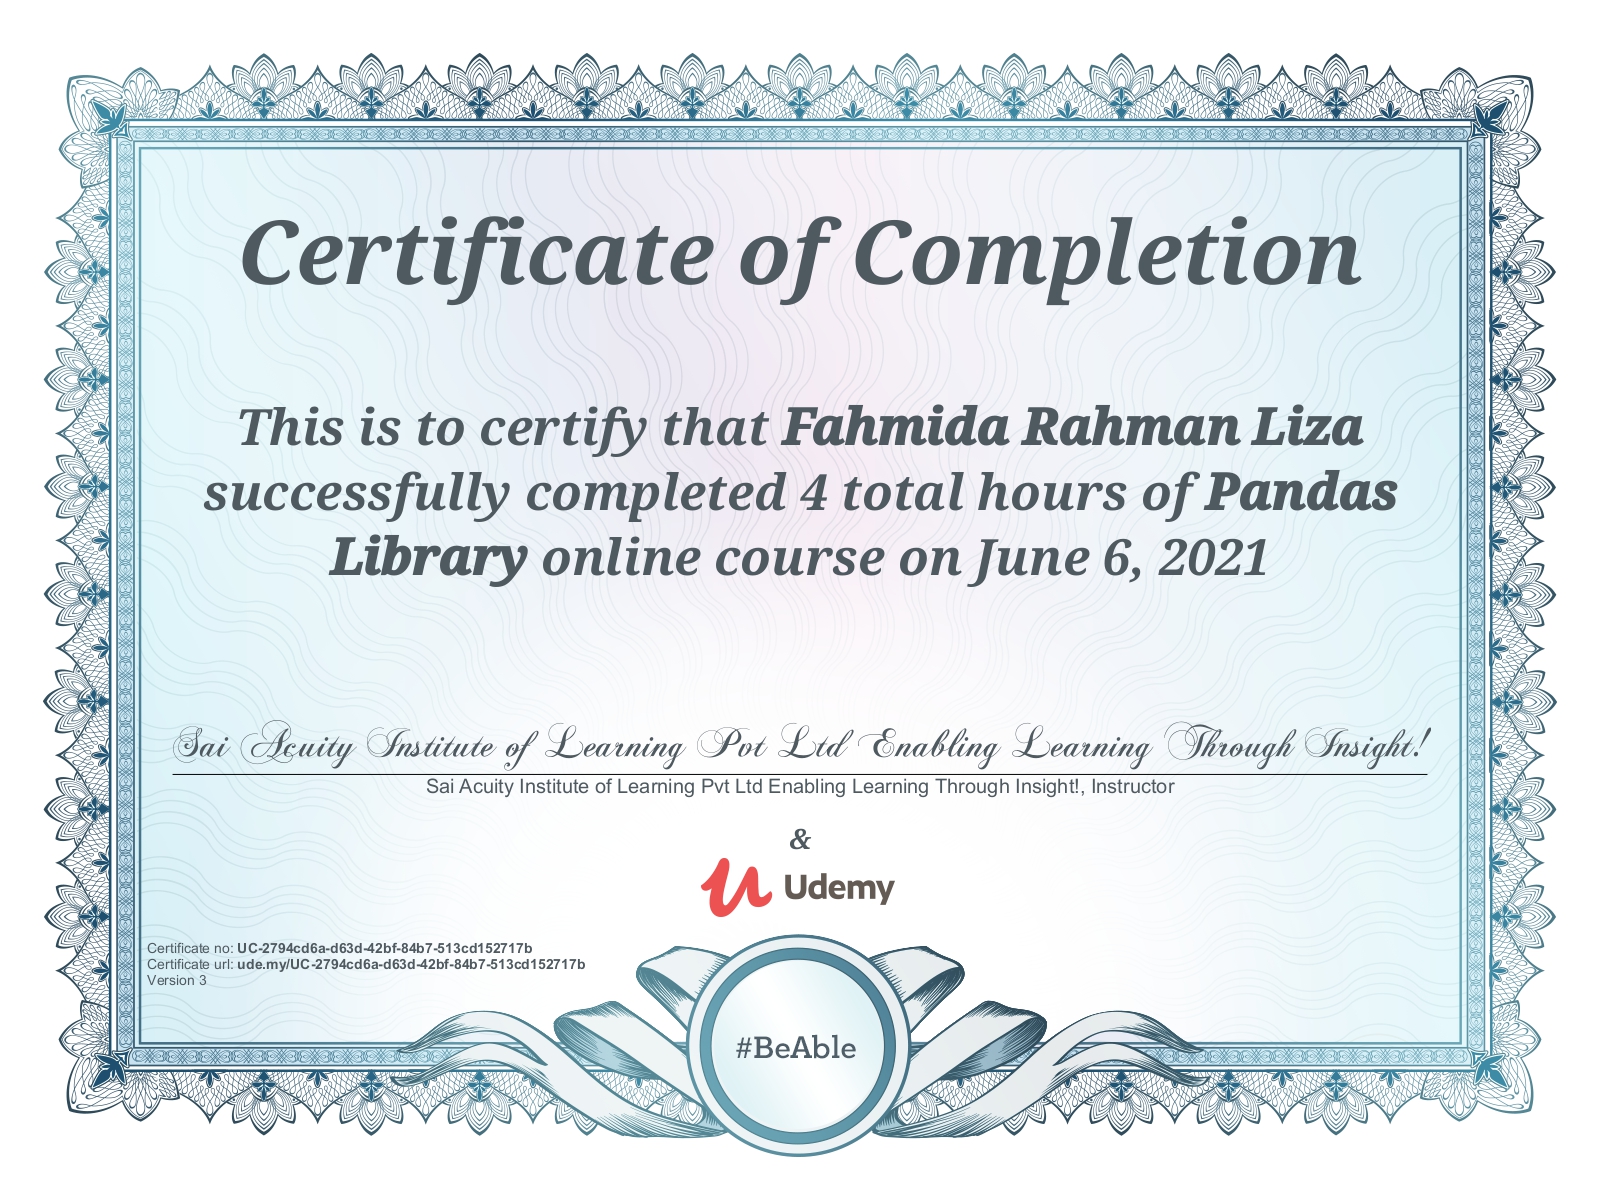 Certificate of Completion
This is to certify that Fahmida Rahman Liza
successfully completed 4 total hours of Pandas
Library online course on June 6, 2021
Sai Acuity Institute of Learning Pvt Ltd Enabling Learning Through Insight!
Sai Acuity Institute of Learning Pvt Ltd Enabling Learning Through Insight!, Instructor
&
Udemy
Certificate no: UC-2794cd6a-d63d-42bf-84b7-513cd152717b
Certificate url: ude.my/UC-2794cd6a-d63d-42bf-84b7-513cd152717b
Version 3
#BeAble